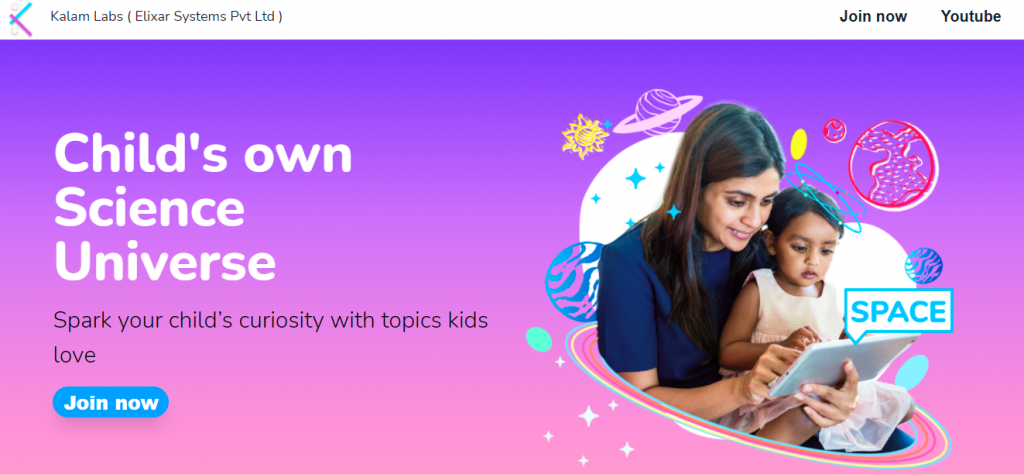 Kalam Labs ( Elixar Systems Pvt Ltd )
Join now
Youtube
Child's own
Science
Universe
Spark your child’s curiosity with topics kids
love
Join now
SPACE